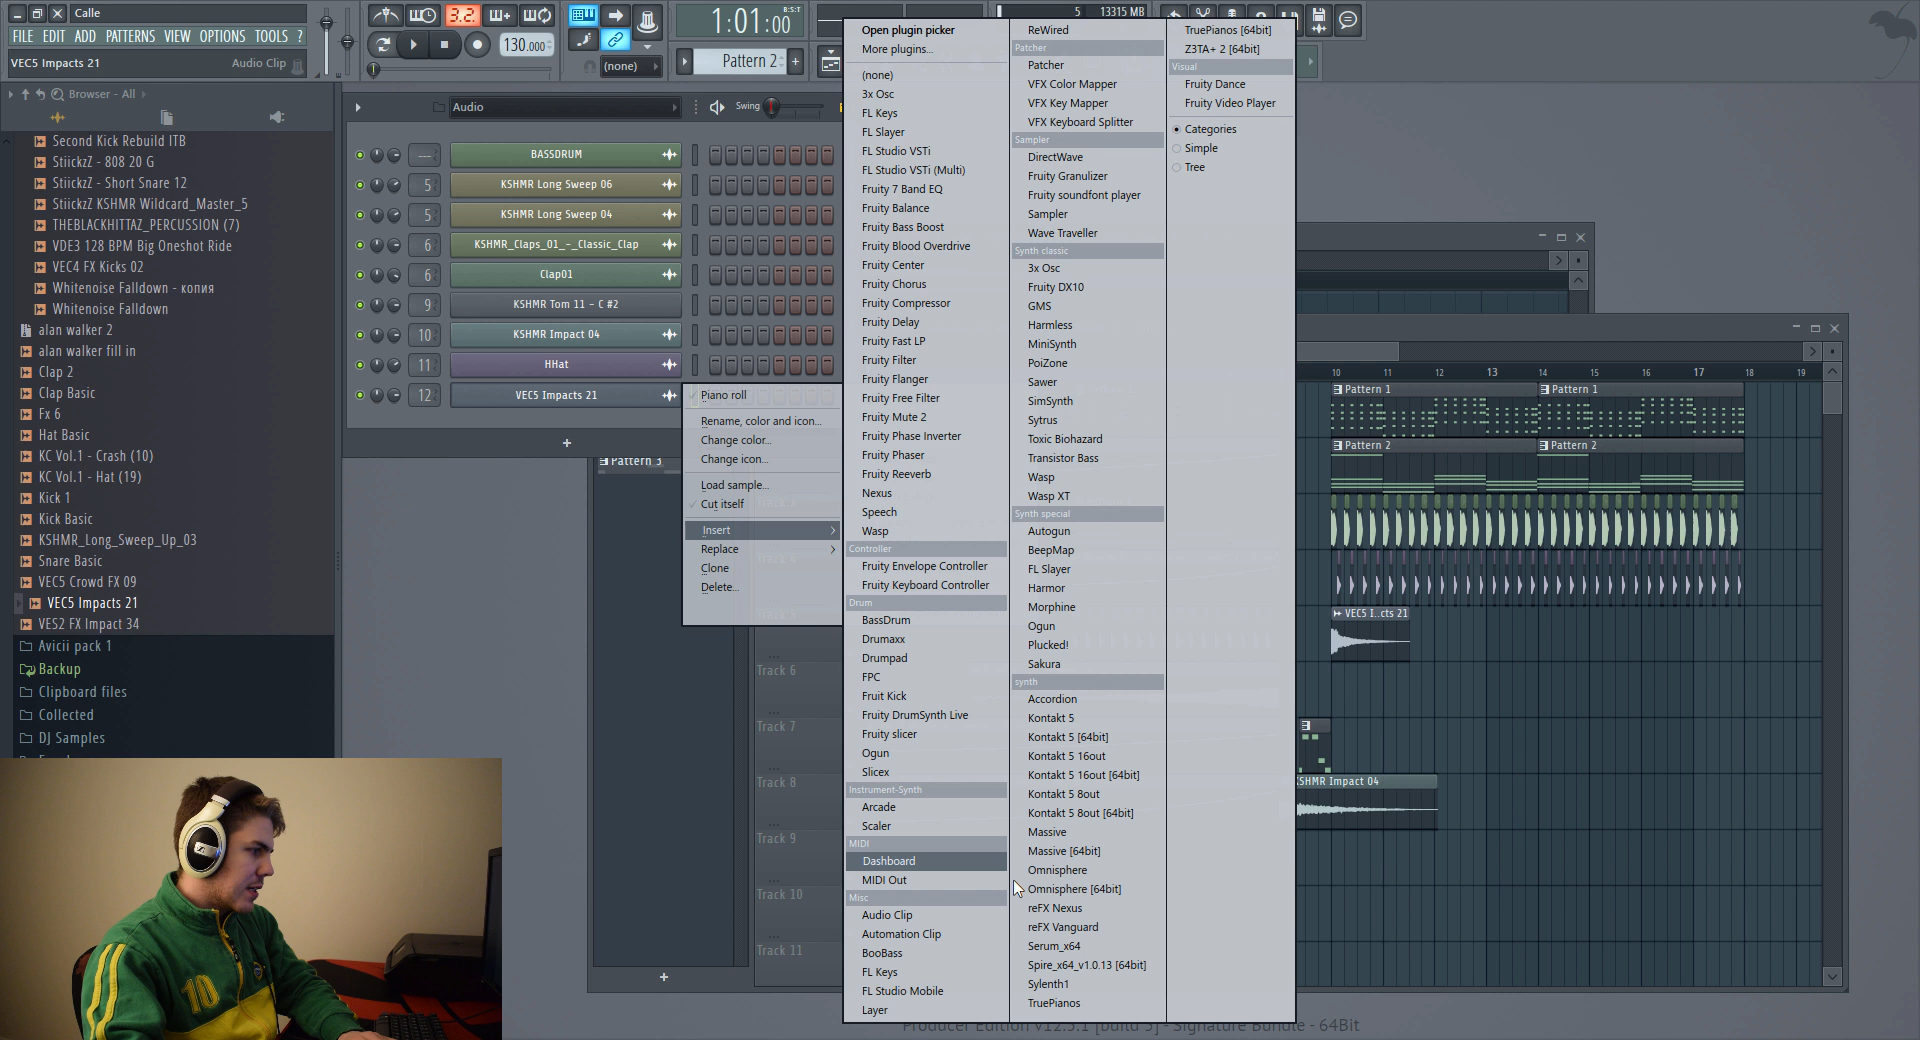 Calle
FILE EDIT ADD PATTERNS VIEW OPTIONS TOOLS ?
VEC5 Impacts 21 Audio Clip
3.2.
130.000
(none)
1:01:00 B:S:T
Pattern 2 +
5 13315 MB
Browser - All
Second Kick Rebuild ITB
StiickzZ - 808 20 G
StiickzZ - Short Snare 12
StiickzZ KSHMR Wildcard_Master_5
THEBLACKHITTAZ_PERCUSSION (7)
VDE3 128 BPM Big Oneshot Ride
VEC4 FX Kicks 02
Whitenoise Falldown - копия
Whitenoise Falldown
alan walker 2
alan walker fill in
Clap 2
Clap Basic
Fx 6
Hat Basic
KC Vol.1 - Crash (10)
KC Vol.1 - Hat (19)
Kick 1
Kick Basic
KSHMR_Long_Sweep_Up_03
Snare Basic
VEC5 Crowd FX 09
VEC5 Impacts 21
VES2 FX Impact 34
Avicii pack 1
Backup
Clipboard files
Collected
DJ Samples
Audio
Swing
--- BASSDRUM
5 KSHMR Long Sweep 06
5 KSHMR Long Sweep 04
6 KSHMR_Claps_01_-_Classic_Clap
6 Clap01
9 KSHMR Tom 11 - C #2
10 KSHMR Impact 04
11 HHat
12 VEC5 Impacts 21
+
Pattern 3
Piano roll
Rename, color and icon...
Change color...
Change icon...
Load sample...
Cut itself
Insert
Replace
Clone
Delete...
Track 6
Track 7
Track 8
Track 9
Track 10
Track 11
+
Open plugin picker
More plugins...
(none)
3x Osc
FL Keys
FL Slayer
FL Studio VSTi
FL Studio VSTi (Multi)
Fruity 7 Band EQ
Fruity Balance
Fruity Bass Boost
Fruity Blood Overdrive
Fruity Center
Fruity Chorus
Fruity Compressor
Fruity Delay
Fruity Fast LP
Fruity Filter
Fruity Flanger
Fruity Free Filter
Fruity Mute 2
Fruity Phase Inverter
Fruity Phaser
Fruity Reeverb
Nexus
Speech
Wasp
Controller
Fruity Envelope Controller
Fruity Keyboard Controller
Drum
BassDrum
Drumaxx
Drumpad
FPC
Fruit Kick
Fruity DrumSynth Live
Fruity slicer
Ogun
Slicex
Instrument-Synth
Arcade
Scaler
MIDI
Dashboard
MIDI Out
Misc
Audio Clip
Automation Clip
BooBass
FL Keys
FL Studio Mobile
Layer
ReWired
Patcher
Patcher
VFX Color Mapper
VFX Key Mapper
VFX Keyboard Splitter
Sampler
DirectWave
Fruity Granulizer
Fruity soundfont player
Sampler
Wave Traveller
Synth classic
3x Osc
Fruity DX10
GMS
Harmless
MiniSynth
PoiZone
Sawer
SimSynth
Sytrus
Toxic Biohazard
Transistor Bass
Wasp
Wasp XT
Synth special
Autogun
BeepMap
FL Slayer
Harmor
Morphine
Ogun
Plucked!
Sakura
synth
Accordion
Kontakt 5
Kontakt 5 [64bit]
Kontakt 5 16out
Kontakt 5 16out [64bit]
Kontakt 5 8out
Kontakt 5 8out [64bit]
Massive
Massive [64bit]
Omnisphere
Omnisphere [64bit]
reFX Nexus
reFX Vanguard
Serum_x64
Spire_x64_v1.0.13 [64bit]
Sylenth1
TruePianos
TruePianos [64bit]
Z3TA+ 2 [64bit]
Visual
Fruity Dance
Fruity Video Player
Categories
Simple
Tree
10 11 12 13 14 15 16 17 18 19
Pattern 1 Pattern 1
Pattern 2 Pattern 2
VEC5 I..cts 21
KSHMR Impact 04
10
Producer Edition v12.5.1 [build 5] - Signature Bundle - 64Bit